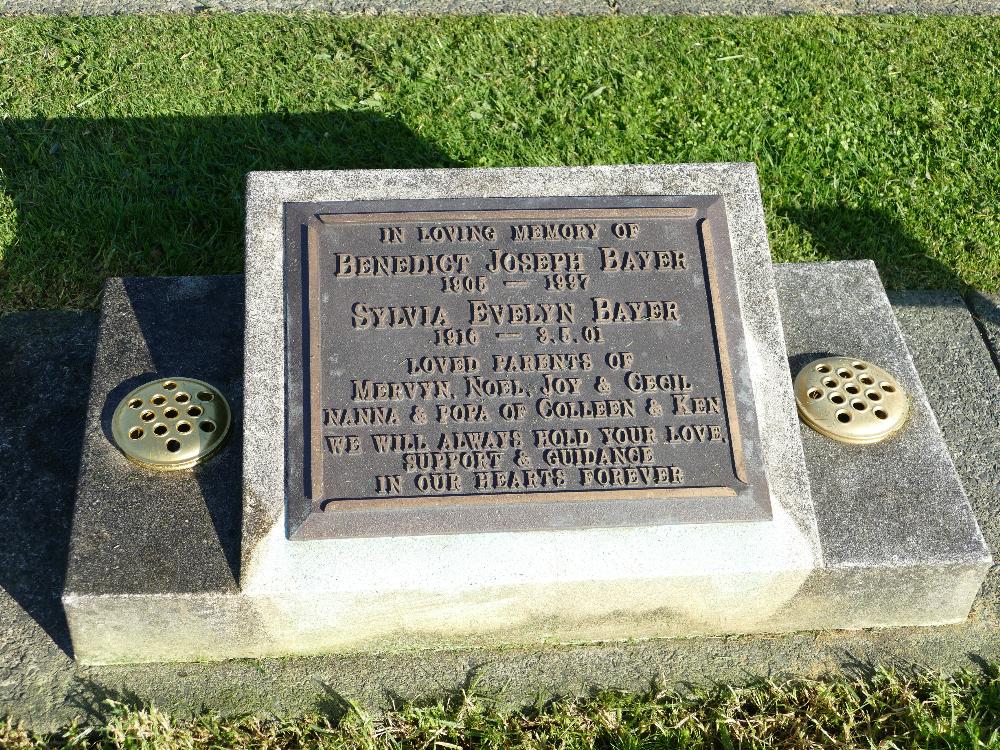 IN LOVING MEMORY OF
BENEDICT JOSEPH BAYER
1905 — 1997
SYLVIA EVELYN BAYER
1916 — 3.5.01
LOVED PARENTS OF
MERVYN, NOEL, JOY & CECIL
NANNA & POPA OF COLLEEN & KEN
WE WILL ALWAYS HOLD YOUR LOVE,
SUPPORT & GUIDANCE
IN OUR HEARTS FOREVER